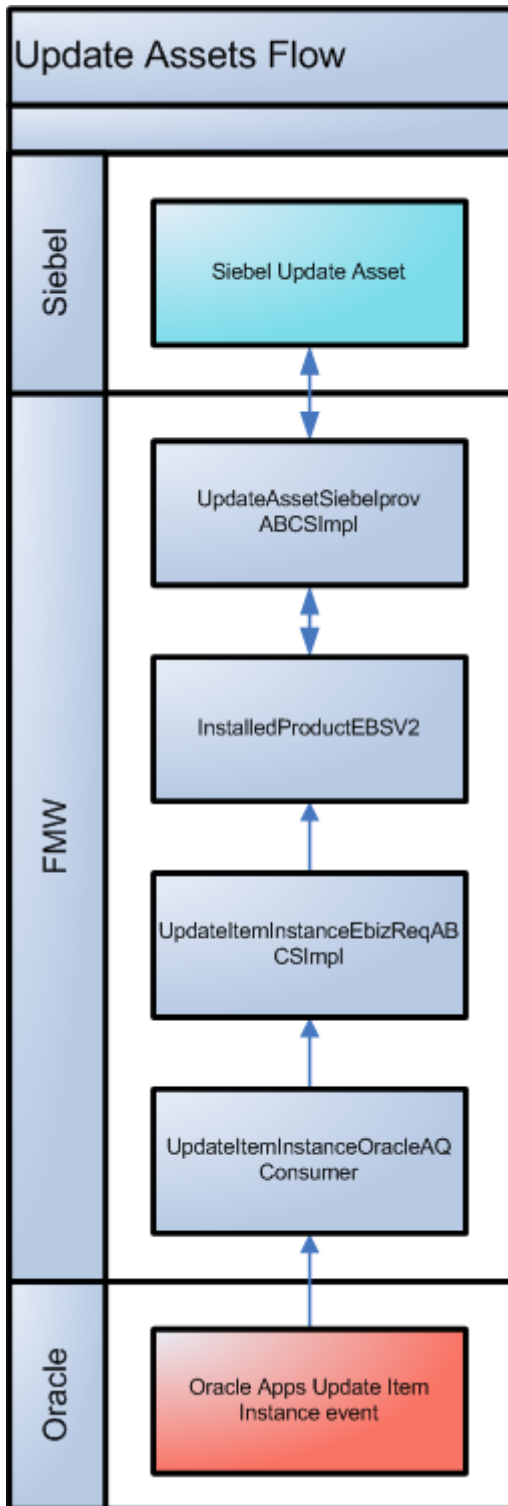 Update Assets Flow
Siebel
Siebel Update Asset
FMW
UpdateAssetSiebelprov
ABCSImpl
InstalledProductEBSV2
UpdateItemInstanceEbizReqAB
CSImpl
UpdateItemInstanceOracleAQ
Consumer
Oracle
Oracle Apps Update Item
Instance event